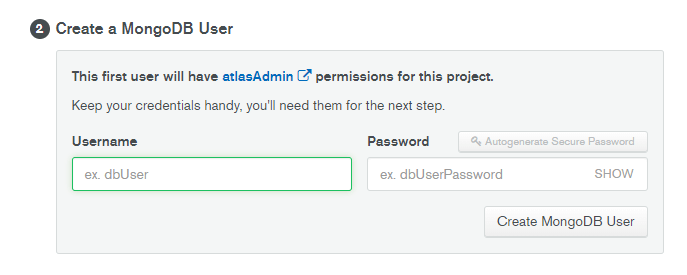 2 Create a MongoDB User
This first user will have atlasAdmin permissions for this project.
Keep your credentials handy, you'll need them for the next step.
Username
Password
Autogenerate Secure Password
ex. dbUser
ex. dbUserPassword
SHOW
Create MongoDB User